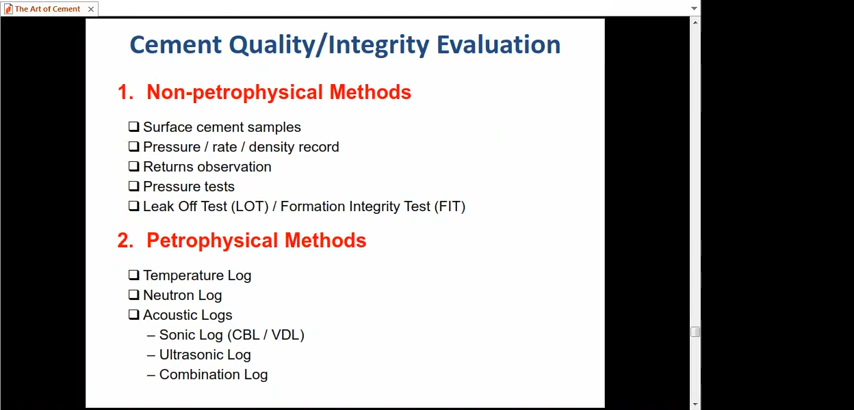 The Art of Cement
Cement Quality/Integrity Evaluation
1. Non-petrophysical Methods
❑ Surface cement samples
❑ Pressure / rate / density record
❑ Returns observation
❑ Pressure tests
❑ Leak Off Test (LOT) / Formation Integrity Test (FIT)
2. Petrophysical Methods
❑ Temperature Log
❑ Neutron Log
❑ Acoustic Logs
– Sonic Log (CBL / VDL)
– Ultrasonic Log
– Combination Log